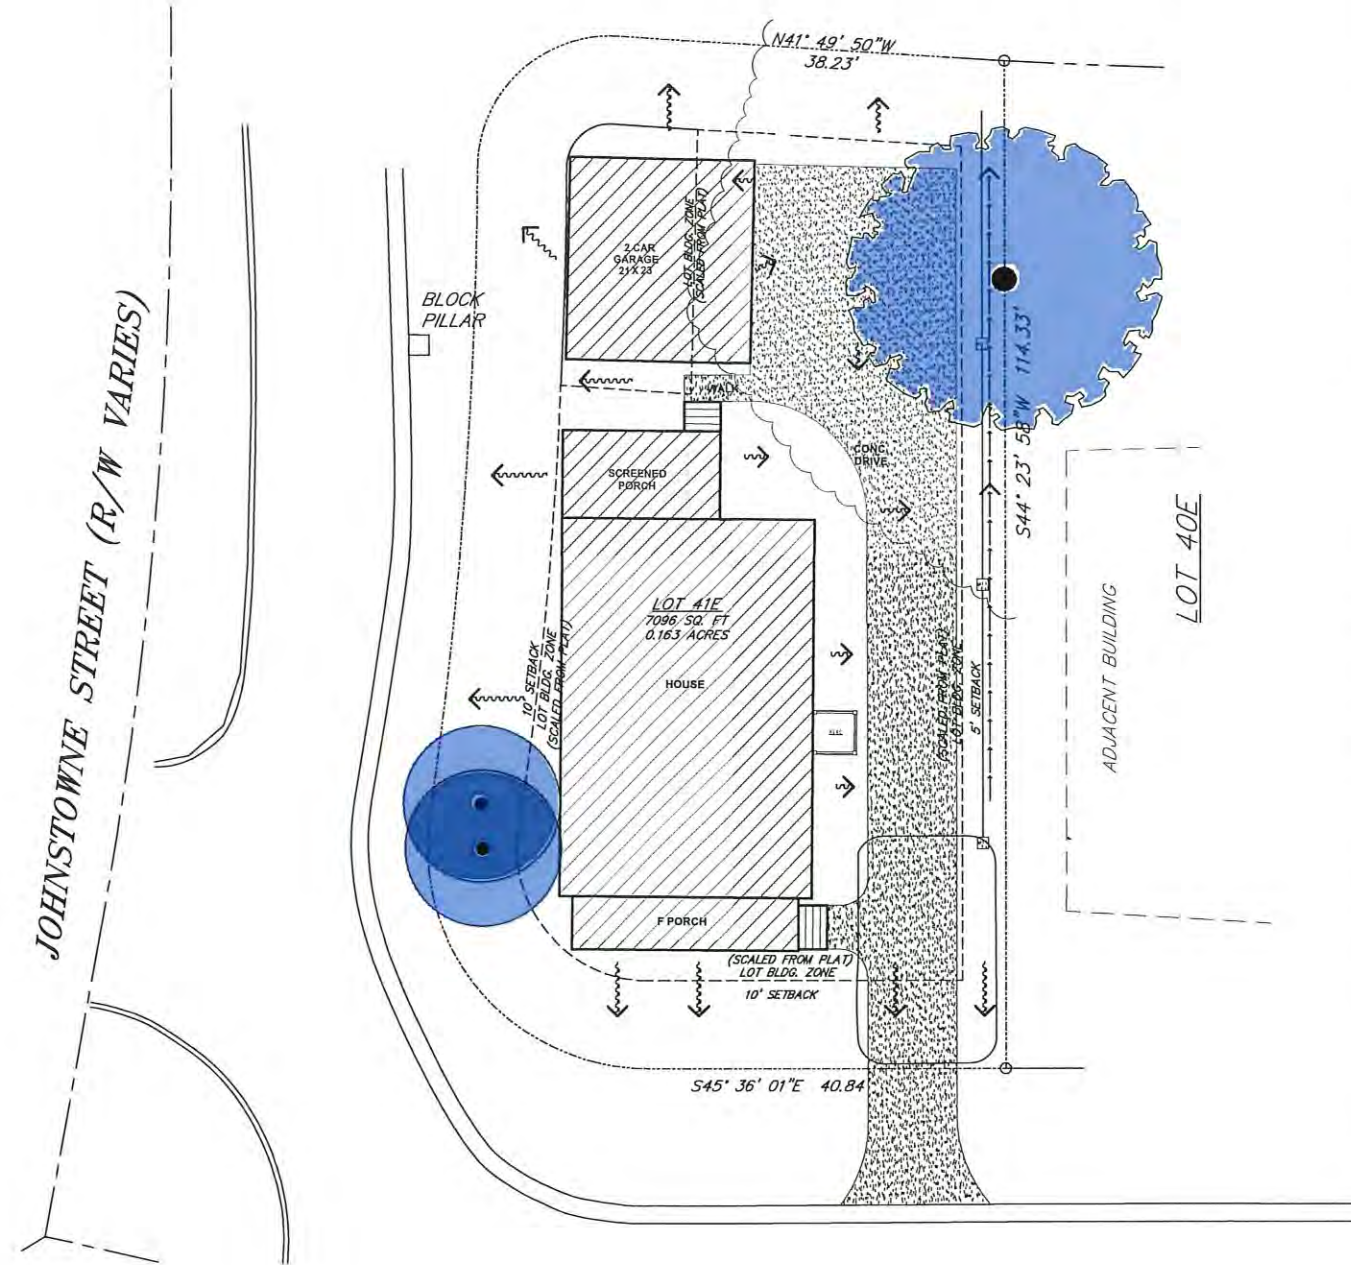 N41° 49' 50"W
38.23'
2 CAR
GARAGE
21 X 23
LOT BLDG. ZONE
(SCALED FROM PLAT)
BLOCK
PILLAR
JOHNSTOWNE STREET (R/W VARIES)
WALK
S44° 23' 58"W 114.33'
SCREENED
PORCH
CONC.
DRIVE
LOT 40E
ADJACENT BUILDING
LOT 41E
7096 SQ. FT
0.163 ACRES
HOUSE
10' SETBACK
LOT BLDG. ZONE
(SCALED FROM PLAT)
(SCALED FROM PLAT)
LOT BLDG. ZONE
5' SETBACK
F PORCH
(SCALED FROM PLAT)
LOT BLDG. ZONE
10' SETBACK
S45° 36' 01"E 40.84